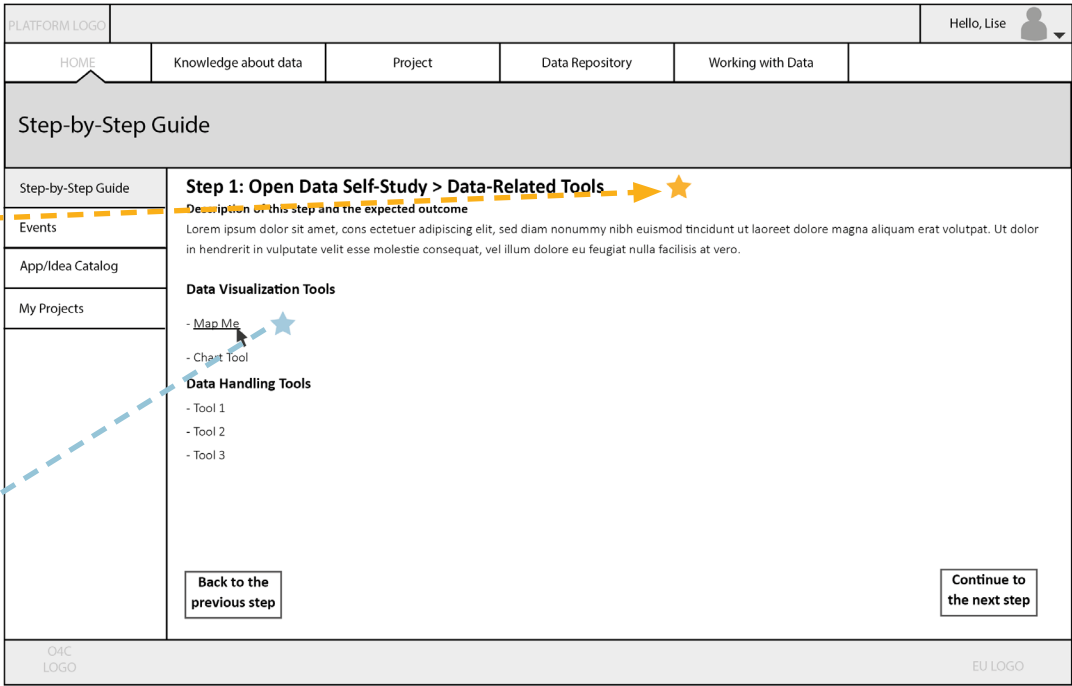 PLATFORM LOGO
Hello, Lise
HOME
Knowledge about data
Project
Data Repository
Working with Data
Step-by-Step Guide
Step-by-Step Guide
Events
App/Idea Catalog
My Projects
Step 1: Open Data Self-Study > Data-Related Tools
Description of this step and the expected outcome
Lorem ipsum dolor sit amet, cons ectetuer adipiscing elit, sed diam nonummy nibh euismod tincidunt ut laoreet dolore magna aliquam erat volutpat. Ut dolor
in hendrerit in vulputate velit esse molestie consequat, vel illum dolore eu feugiat nulla facilisis at vero.
Data Visualization Tools
- Map Me
- Chart Tool
Data Handling Tools
- Tool 1
- Tool 2
- Tool 3
Back to the
previous step
Continue to
the next step
O4C
LOGO
EU LOGO